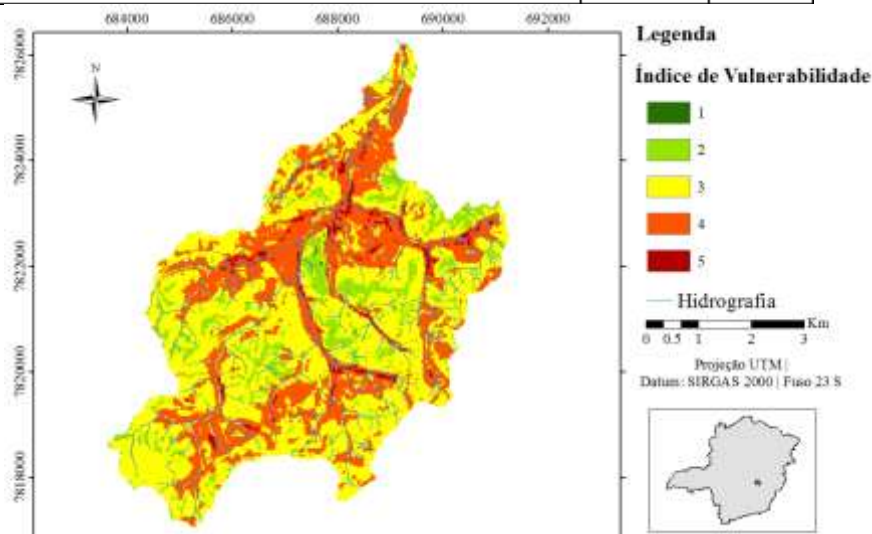 684000 686000 688000 690000 692000
7826000
7824000
7822000
7820000
7818000
N
Legenda
Índice de Vulnerabilidade
1
2
3
4
5
Hidrografia
Km
0 0.5 1 2 3
Projeção UTM |
Datum: SIRGAS 2000 | Fuso 23 S